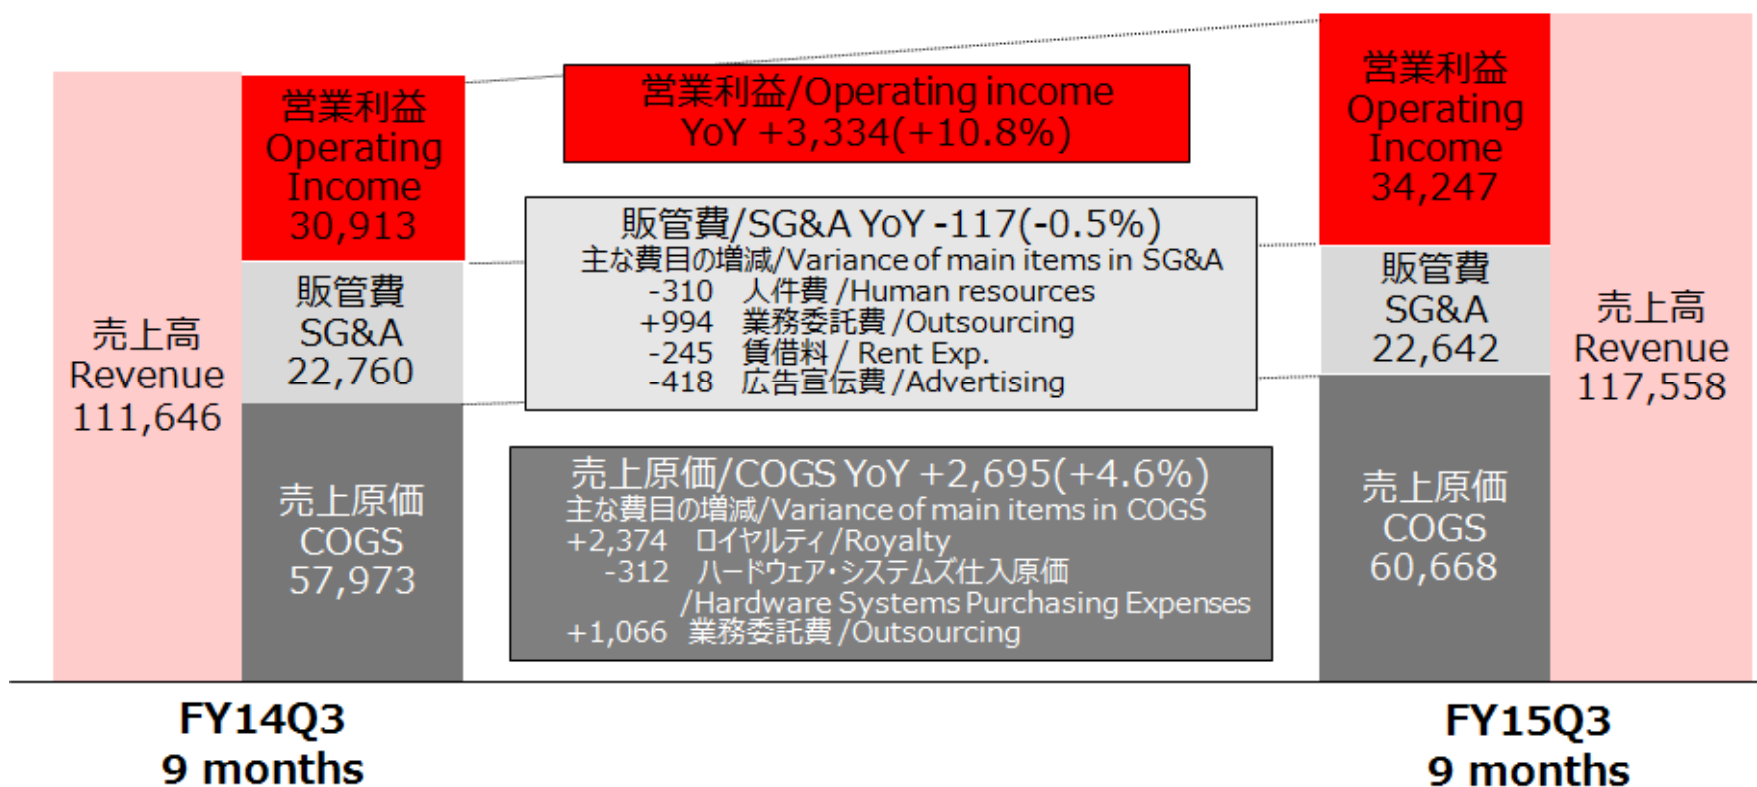 売上高
Revenue
111,646
営業利益
Operating
Income
30,913
販管費
SG&A
22,760
売上原価
COGS
57,973
営業利益/Operating income
YoY +3,334(+10.8%)
販管費/SG&A YoY -117(-0.5%)
主な費目の増減/Variance of main items in SG&A
-310 人件費/Human resources
+994 業務委託費/Outsourcing
-245 賃借料/ Rent Exp.
-418 広告宣伝費/Advertising
売上原価/COGS YoY +2,695(+4.6%)
主な費目の増減/Variance of main items in COGS
+2,374 ロイヤルティ/Royalty
-312 ハードウェア・システムズ仕入原価
/Hardware Systems Purchasing Expenses
+1,066 業務委託費/Outsourcing
営業利益
Operating
Income
34,247
販管費
SG&A
22,642
売上原価
COGS
60,668
売上高
Revenue
117,558
FY14Q3
9 months
FY15Q3
9 months